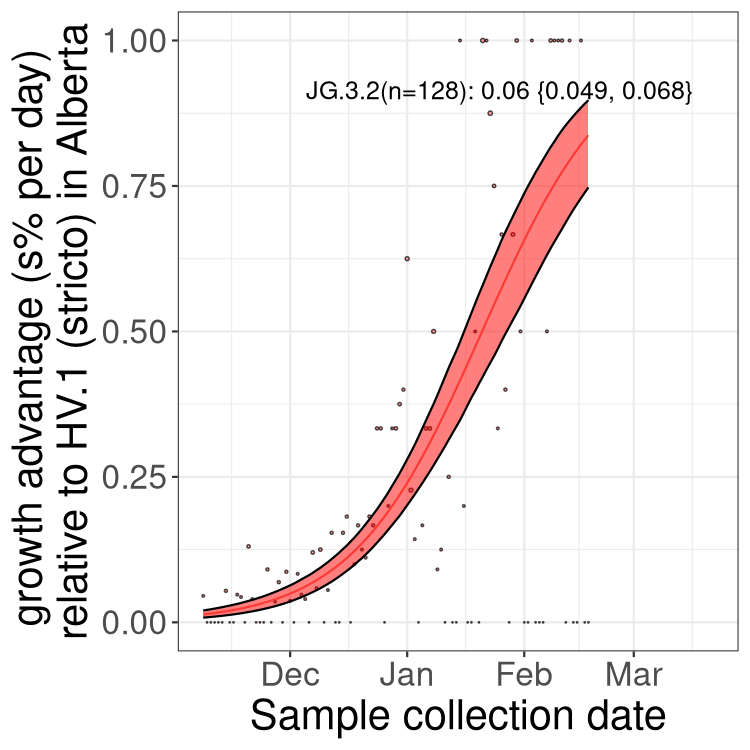 1.00
JG.3.2(n=128): 0.06 {0.049, 0.068}
0.75
0.50
0.25
0.00
growth advantage (s% per day)
relative to HV.1 (stricto) in Alberta
Dec Jan Feb Mar
Sample collection date